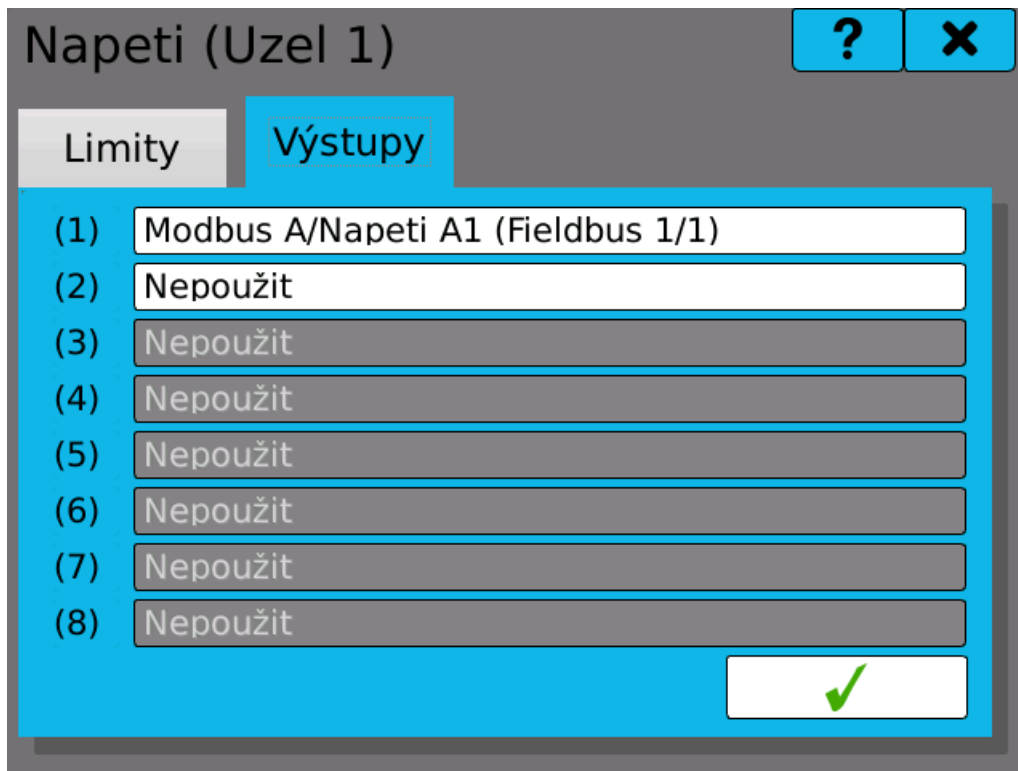 Napeti (Uzel 1)
?
Limity
Výstupy
(1) Modbus A/Napeti A1 (Fieldbus 1/1)
(2) Nepoužit
(3) Nepoužit
(4) Nepoužit
(5) Nepoužit
(6) Nepoužit
(7) Nepoužit
(8) Nepoužit